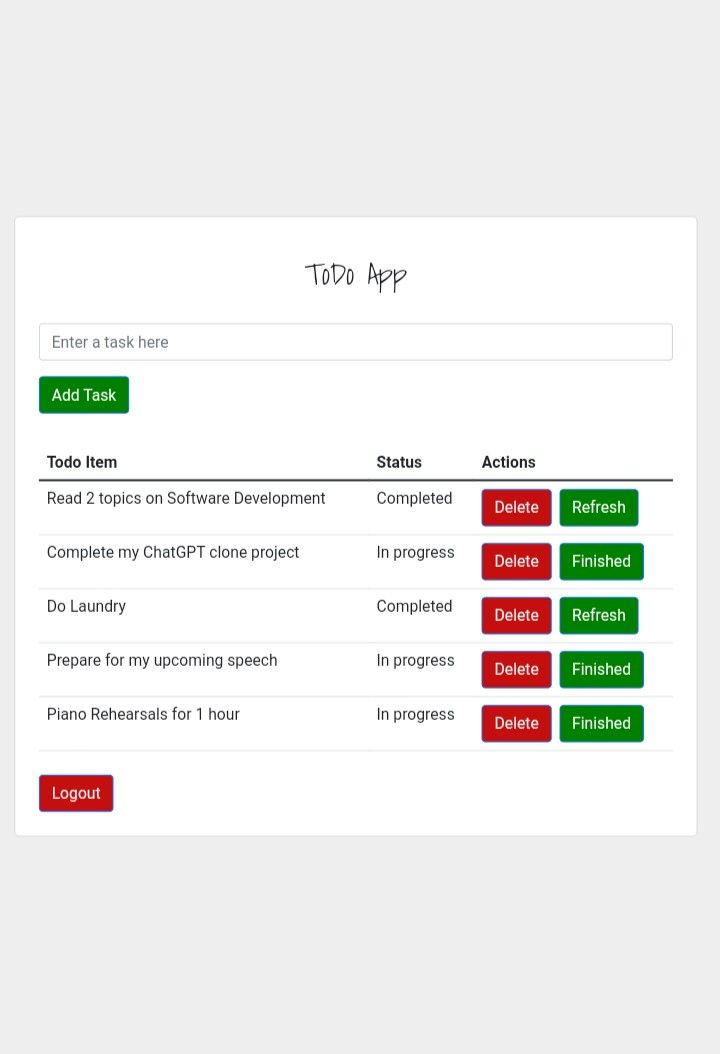 ToDo App
Enter a task here
Add Task
Todo Item Status Actions
Read 2 topics on Software Development Completed Delete Refresh
Complete my ChatGPT clone project In progress Delete Finished
Do Laundry Completed Delete Refresh
Prepare for my upcoming speech In progress Delete Finished
Piano Rehearsals for 1 hour In progress Delete Finished
Logout